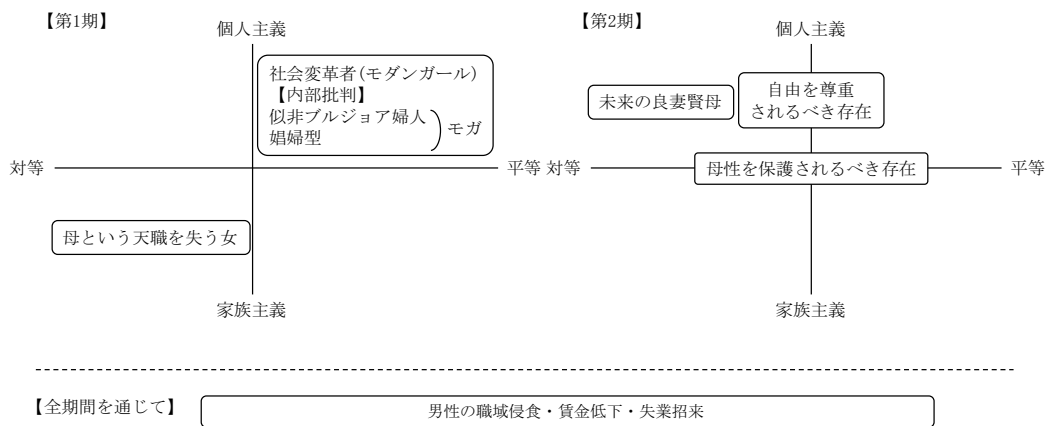 【第1期】
個人主義
社会変革者(モダンガール)
【内部批判】
似非ブルジョア婦人
娼婦型
モガ
対等
平等
母という天職を失う女
家族主義
【第2期】
個人主義
未来の良妻賢母
自由を尊重
されるべき存在
対等
母性を保護されるべき存在
平等
家族主義
【全期間を通じて】
男性の職域侵食・賃金低下・失業招来